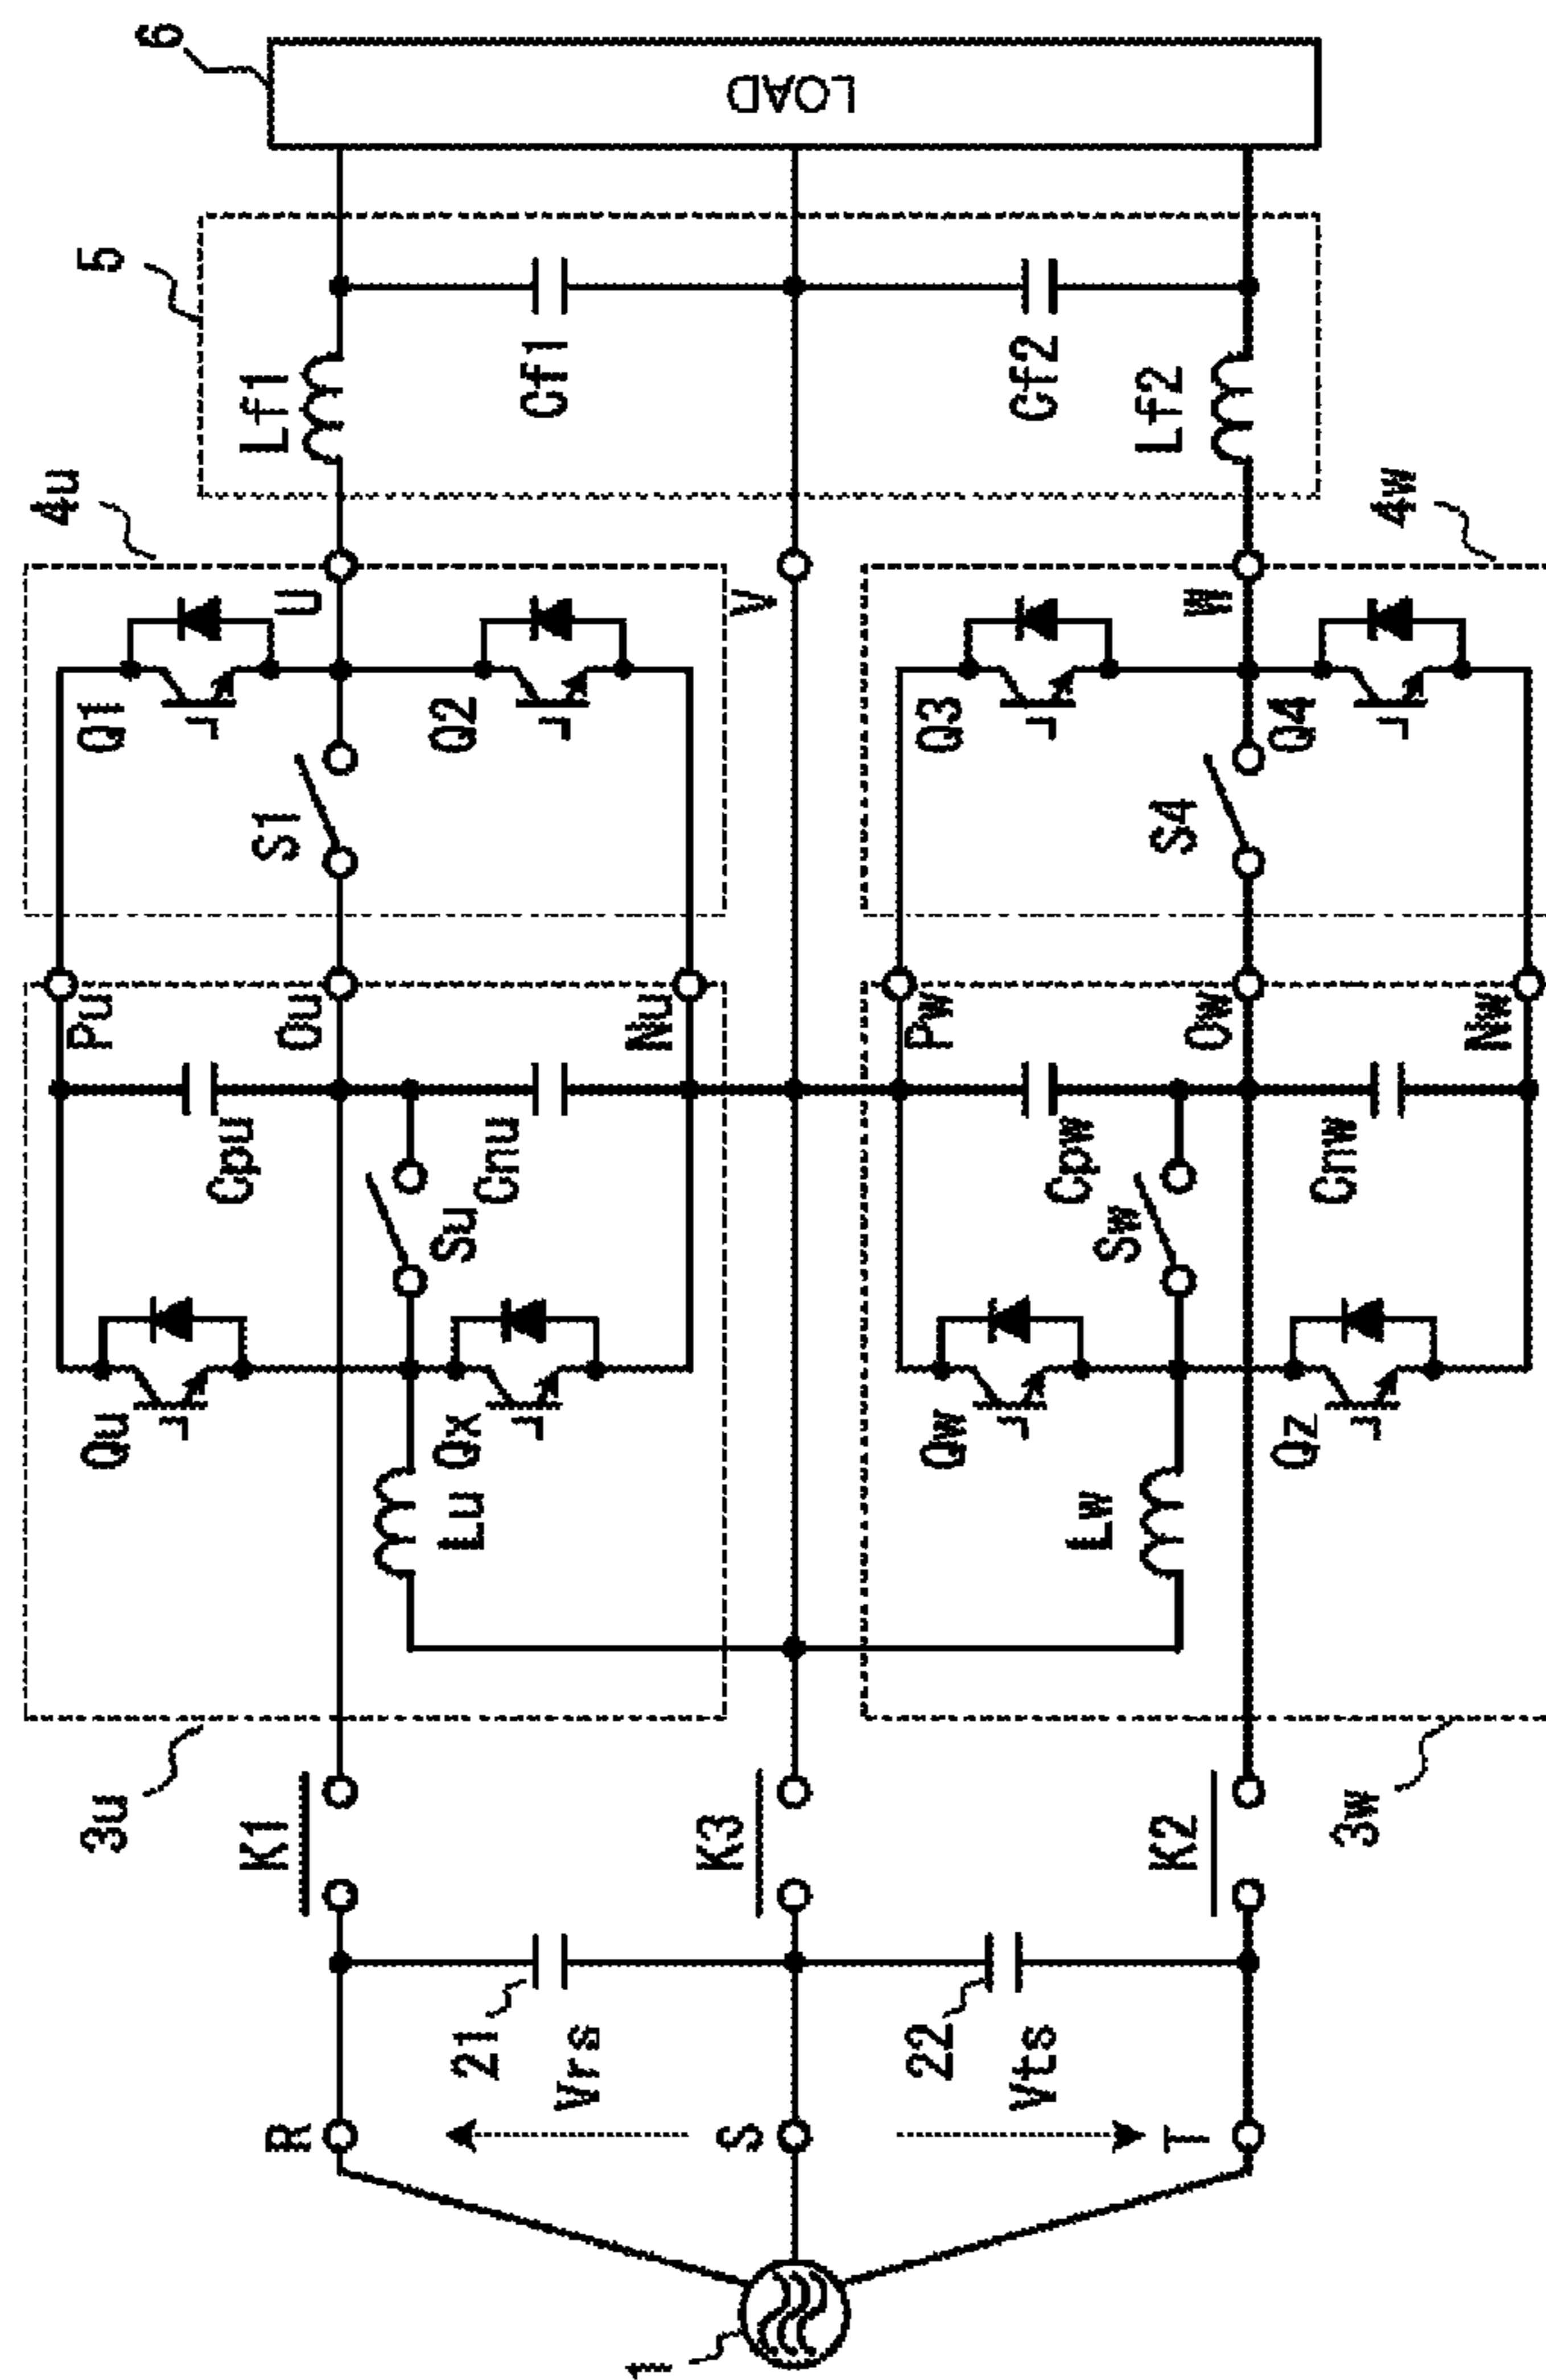 6
LOAD
5
Lf1
Cf1
Cf2
Lf2
4u
4w
U
V
W
Q1
Q2
Q3
Q4
S1
S4
Pu
Ou
Nu
Pw
Ow
Nw
Cpu
Cnu
Cpw
Cnw
Su
Sw
Qu
Qx
Qw
Qz
Lu
Lw
3u
3w
K1
K3
K2
21
Vrs
22
Vts
R
S
T
1